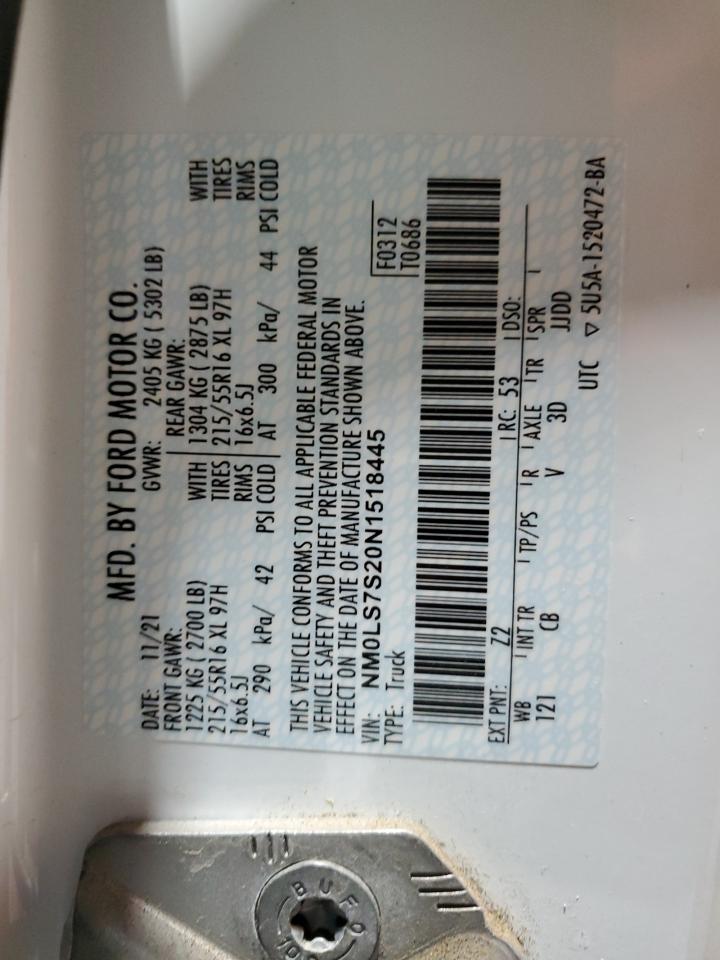 MFD. BY FORD MOTOR CO.
DATE: 11/21 GVWR: 2405 KG ( 5302 LB)
FRONT GAWR: REAR GAWR:
1225 KG ( 2700 LB) WITH 1304 KG ( 2875 LB) WITH
215/55R16 XL 97H TIRES 215/55R16 XL 97H TIRES
16x6.5J RIMS 16x6.5J RIMS
AT 290 kPa/ 42 PSI COLD AT 300 kPa/ 44 PSI COLD
THIS VEHICLE CONFORMS TO ALL APPLICABLE FEDERAL MOTOR
VEHICLE SAFETY AND THEFT PREVENTION STANDARDS IN
EFFECT ON THE DATE OF MANUFACTURE SHOWN ABOVE.
VIN: NM0LS7S20N1518445 F0312
TYPE: Truck T0686
EXT PNT: Z2 RC: 53 DSO:
WB INT TR TP/PS R AXLE TR SPR
121 CB V 3D JJDD
UTC ▽ 5U5A-1520472-BA
BUFO